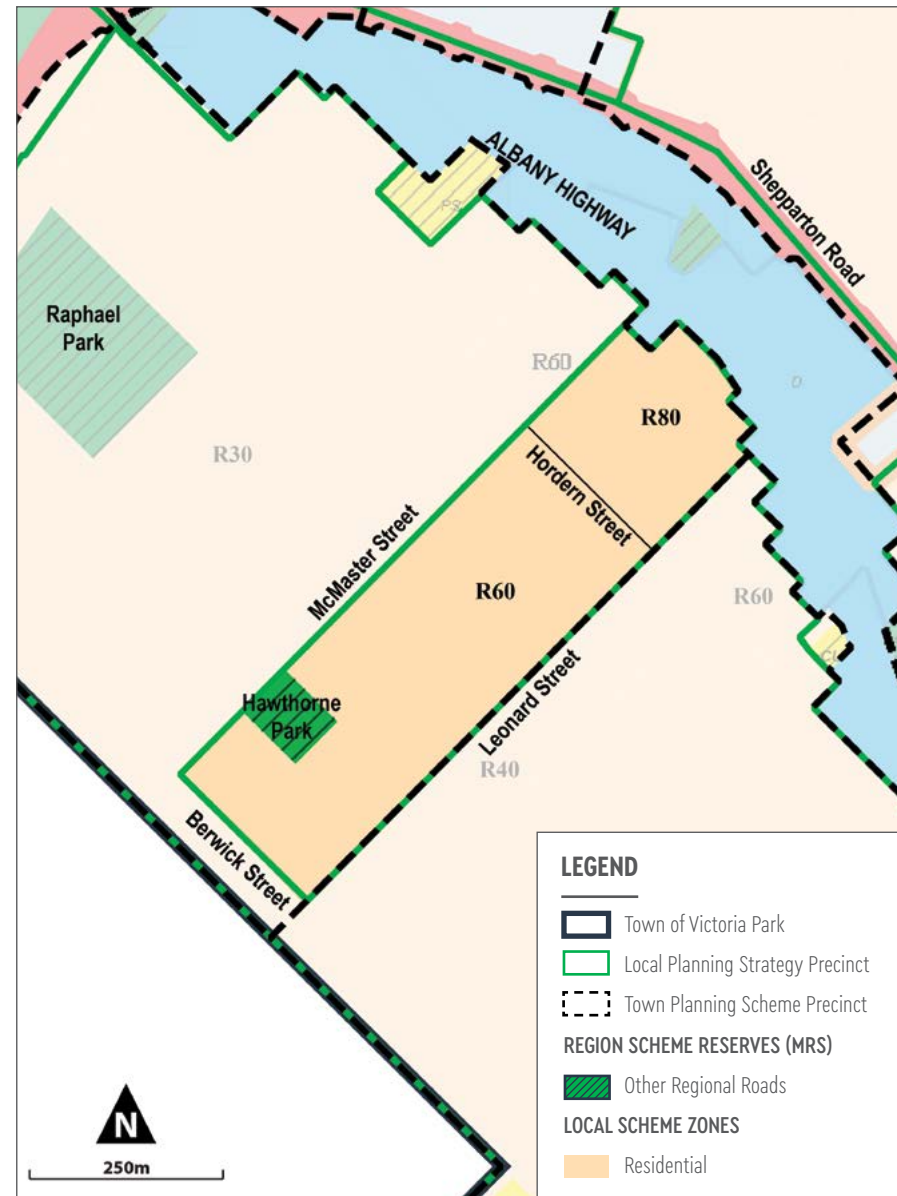 ALBANY HIGHWAY
Shepparton Road
PS
Raphael
Park
R60
R80
D
R30
Hordern Street
McMaster Street
R60
R60
Hawthorne
Park
Leonard Street
R40
Berwick Street
N
250m
LEGEND
Town of Victoria Park
Local Planning Strategy Precinct
Town Planning Scheme Precinct
REGION SCHEME RESERVES (MRS)
Other Regional Roads
LOCAL SCHEME ZONES
Residential